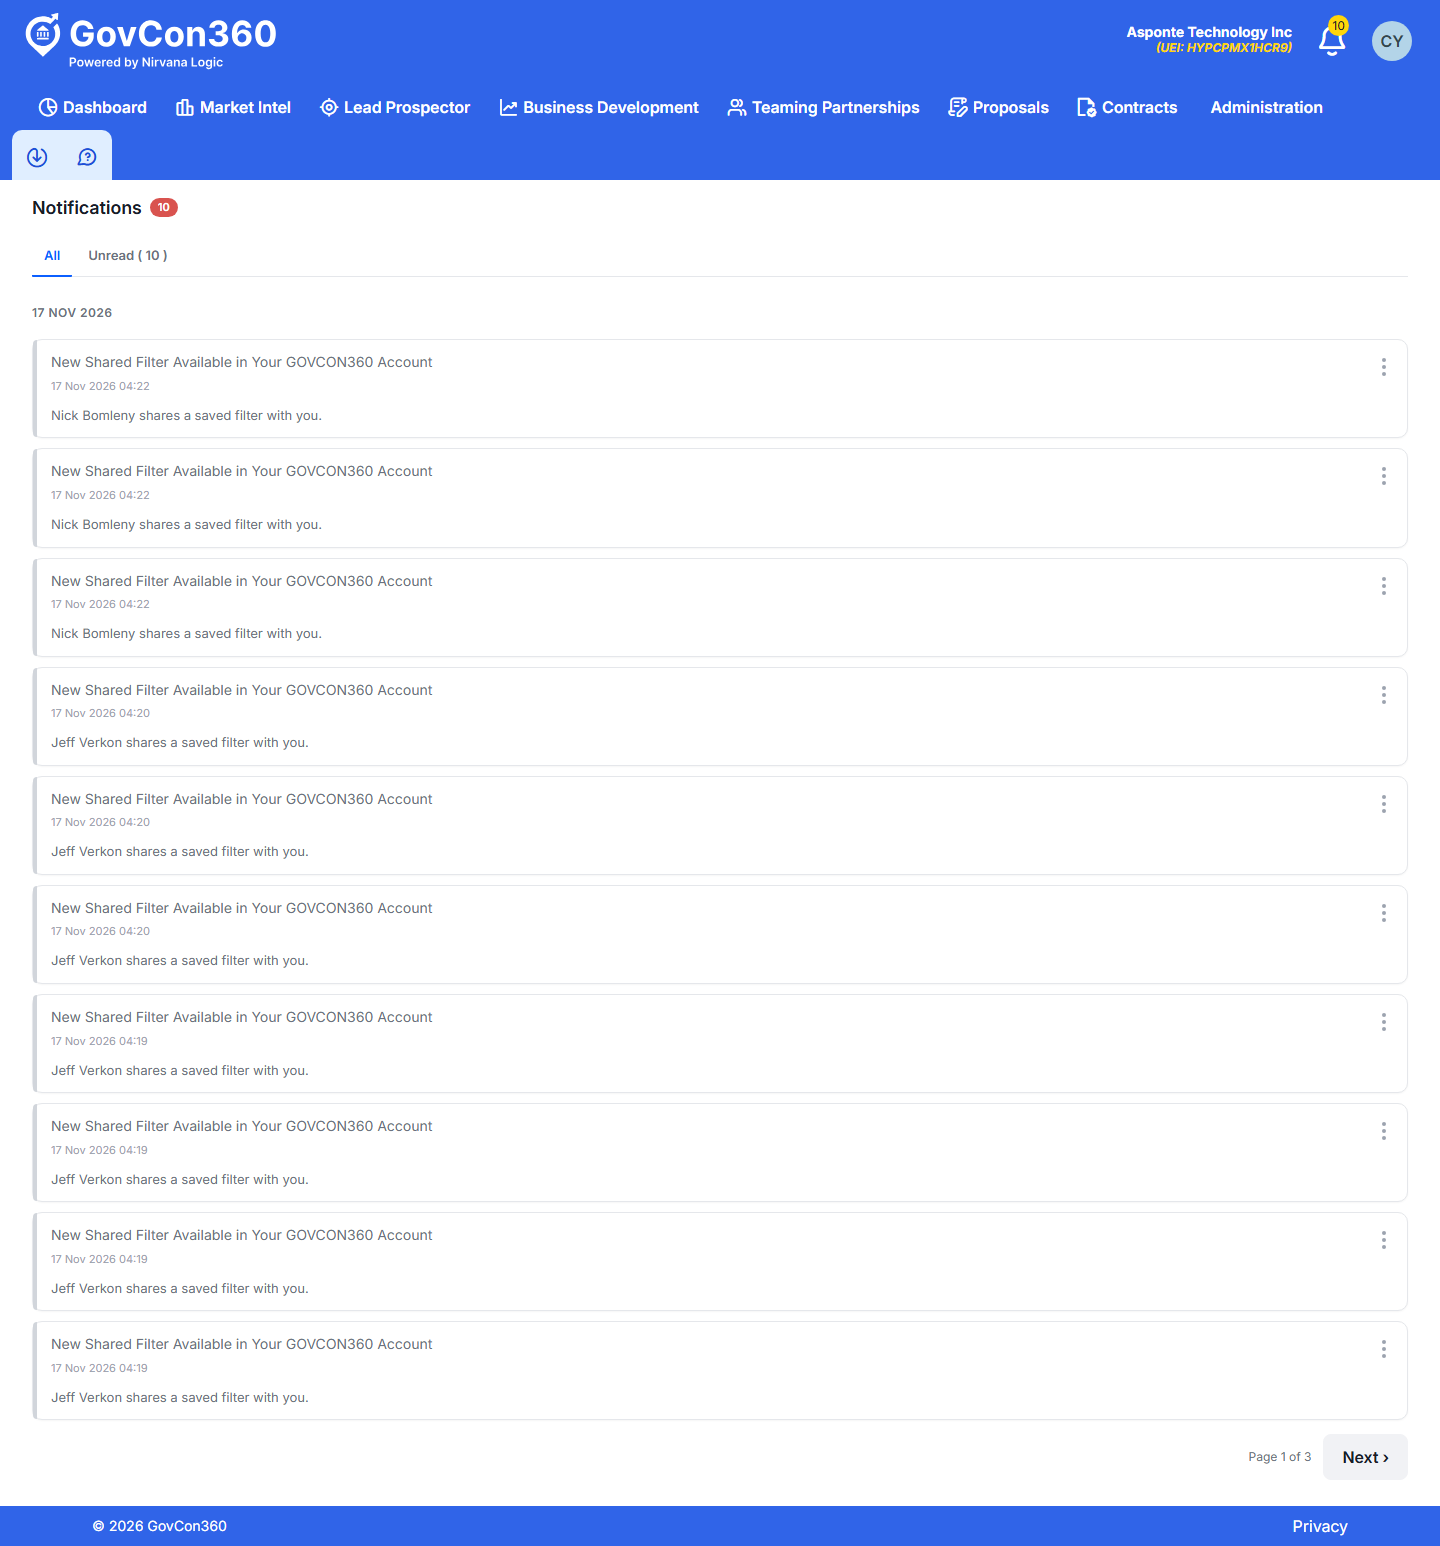 GovCon360
Powered by Nirvana Logic
Asponte Technology Inc
(UEI: HYPCPMX1HCR9)
10
CY
Dashboard
Market Intel
Lead Prospector
Business Development
Teaming Partnerships
Proposals
Contracts
Administration
Notifications 10
All
Unread ( 10 )
17 NOV 2026
New Shared Filter Available in Your GOVCON360 Account
17 Nov 2026 04:22
Nick Bomleny shares a saved filter with you.
New Shared Filter Available in Your GOVCON360 Account
17 Nov 2026 04:22
Nick Bomleny shares a saved filter with you.
New Shared Filter Available in Your GOVCON360 Account
17 Nov 2026 04:22
Nick Bomleny shares a saved filter with you.
New Shared Filter Available in Your GOVCON360 Account
17 Nov 2026 04:20
Jeff Verkon shares a saved filter with you.
New Shared Filter Available in Your GOVCON360 Account
17 Nov 2026 04:20
Jeff Verkon shares a saved filter with you.
New Shared Filter Available in Your GOVCON360 Account
17 Nov 2026 04:20
Jeff Verkon shares a saved filter with you.
New Shared Filter Available in Your GOVCON360 Account
17 Nov 2026 04:19
Jeff Verkon shares a saved filter with you.
New Shared Filter Available in Your GOVCON360 Account
17 Nov 2026 04:19
Jeff Verkon shares a saved filter with you.
New Shared Filter Available in Your GOVCON360 Account
17 Nov 2026 04:19
Jeff Verkon shares a saved filter with you.
New Shared Filter Available in Your GOVCON360 Account
17 Nov 2026 04:19
Jeff Verkon shares a saved filter with you.
Page 1 of 3
Next ›
© 2026 GovCon360
Privacy